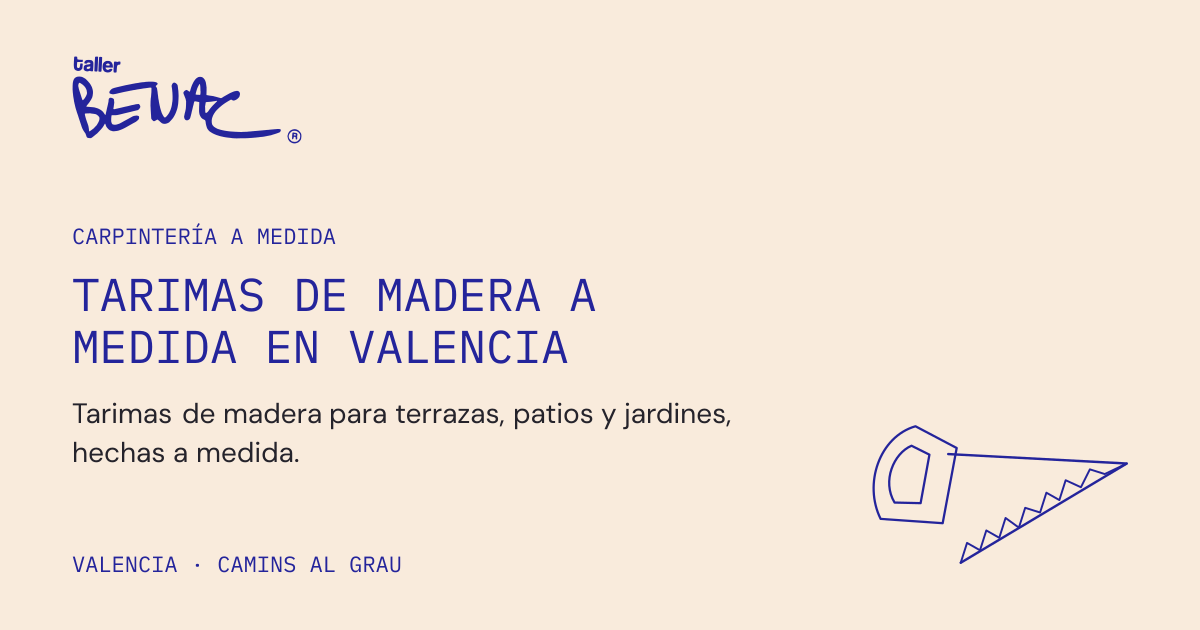 taller
BENAC ®
CARPINTERÍA A MEDIDA
TARIMAS DE MADERA A
MEDIDA EN VALENCIA
Tarimas de madera para terrazas, patios y jardines,
hechas a medida.
VALENCIA · CAMINS AL GRAU